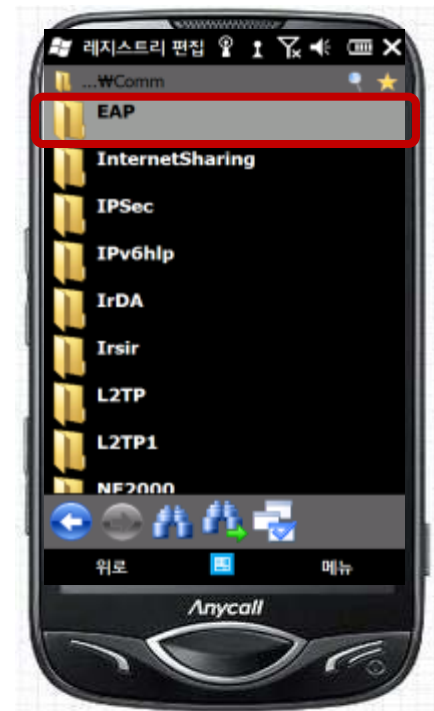 레지스트리 편집
...₩Comm
EAP
InternetSharing
IPSec
IPv6hlp
IrDA
Irsir
L2TP
L2TP1
NE2000
위로 메뉴
Anycall